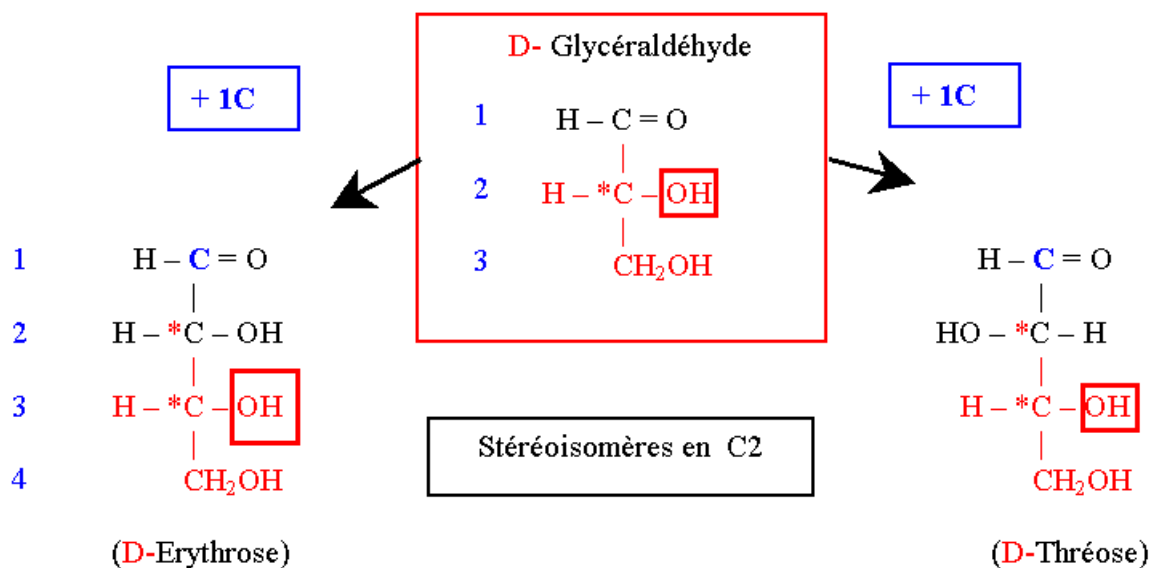 D- Glycéraldéhyde
+ 1C
+ 1C
1 H – C = O
|
2 H – *C – OH
|
3 CH₂OH
1 H – C = O
|
2 H – *C – OH
|
3 H – *C – OH
|
4 CH₂OH
(D-Erythrose)
Stéréoisomères en C2
H – C = O
|
HO – *C – H
|
H – *C – OH
|
CH₂OH
(D-Thréose)